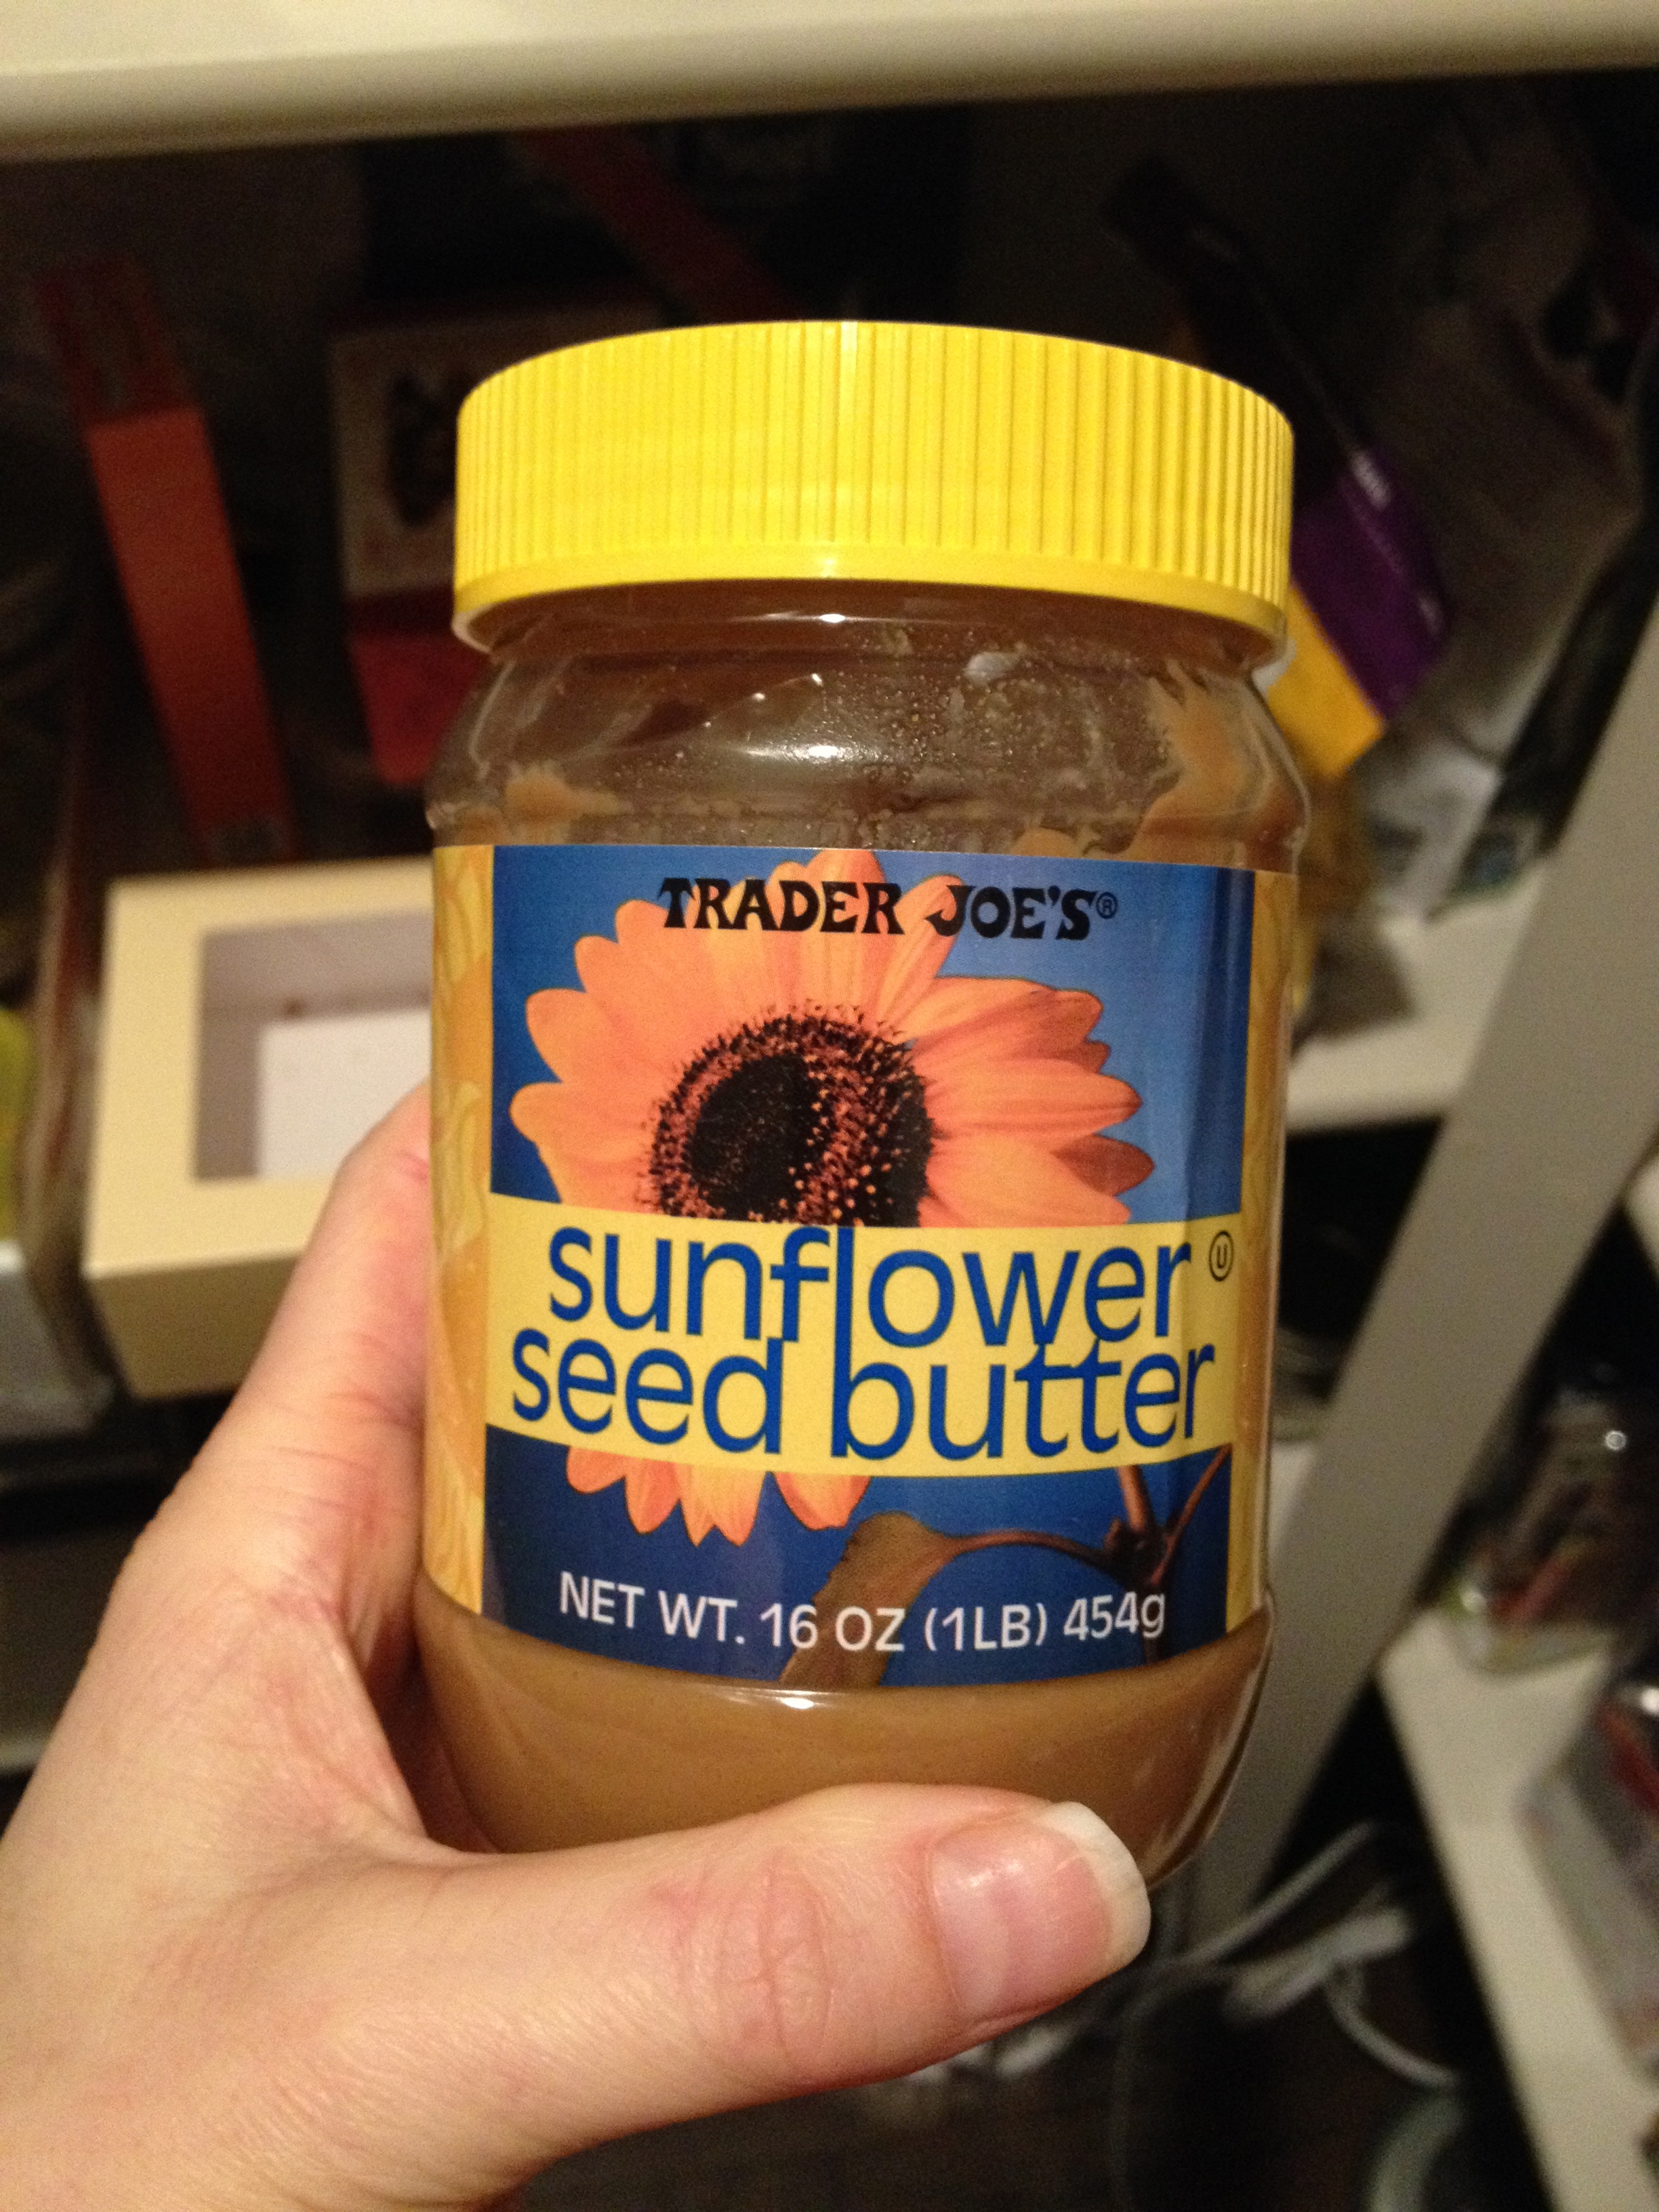 TRADER JOE'S®
sunflower Ⓤ
seed butter
NET WT. 16 OZ (1LB) 454g